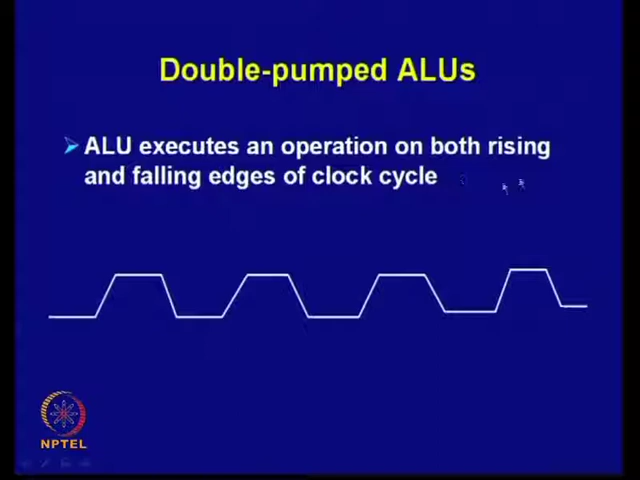 Double-pumped ALUs
ALU executes an operation on both rising
and falling edges of clock cycle
NPTEL